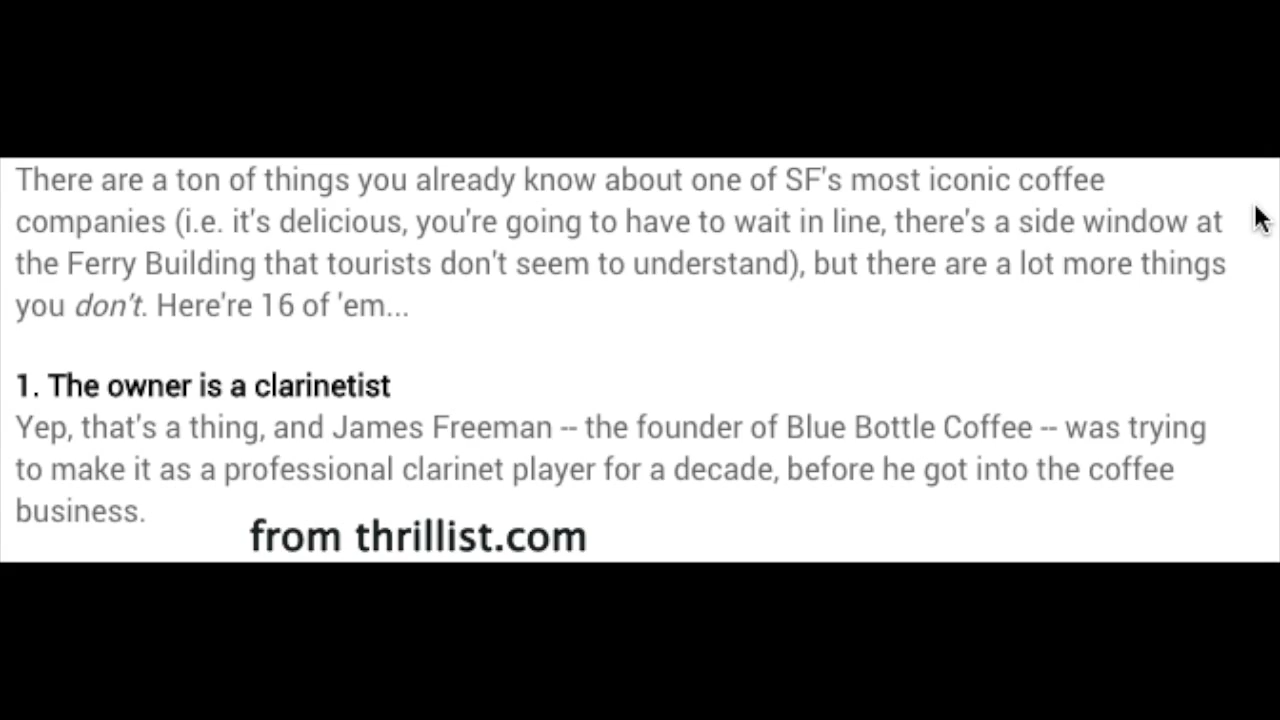 There are a ton of things you already know about one of SF's most iconic coffee
companies (i.e. it's delicious, you're going to have to wait in line, there's a side window at
the Ferry Building that tourists don't seem to understand), but there are a lot more things
you don't. Here're 16 of 'em...
1. The owner is a clarinetist
Yep, that's a thing, and James Freeman -- the founder of Blue Bottle Coffee -- was trying
to make it as a professional clarinet player for a decade, before he got into the coffee
business.
from thrillist.com